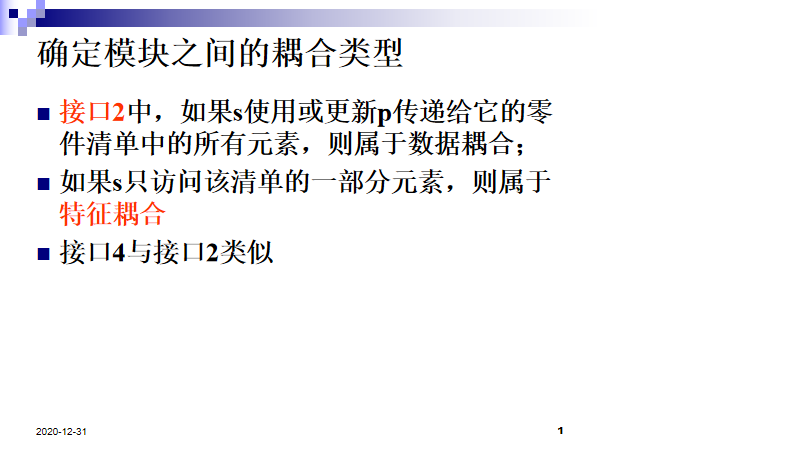 确定模块之间的耦合类型
接口2中，如果s使用或更新p传递给它的零
件清单中的所有元素，则属于数据耦合；
如果s只访问该清单的一部分元素，则属于
特征耦合
接口4与接口2类似
2020-12-31
1